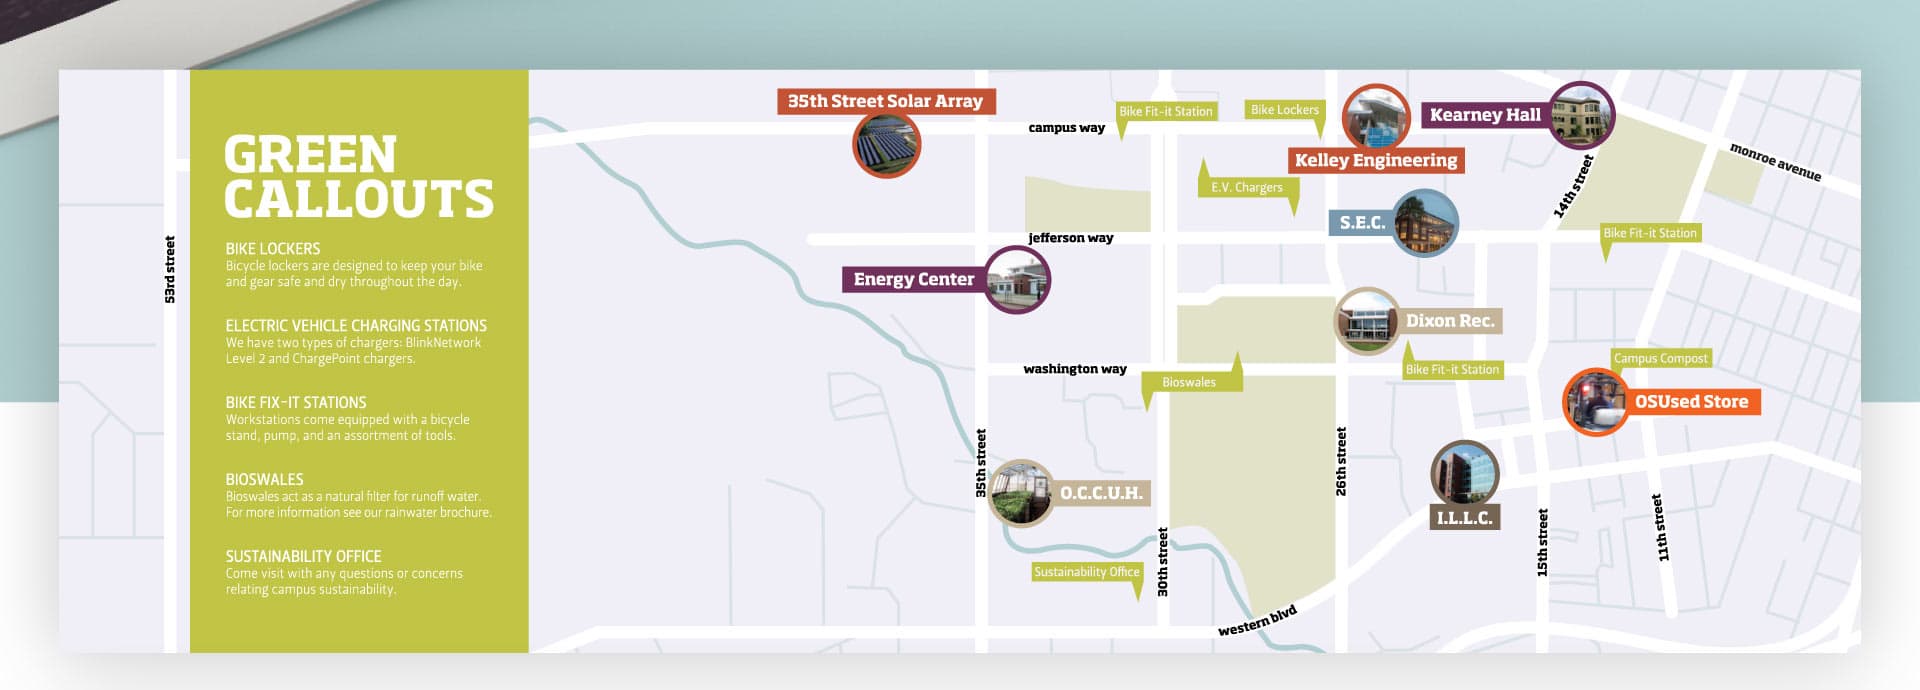 GREEN
CALLOUTS
BIKE LOCKERS
Bicycle lockers are designed to keep your bike
and gear safe and dry throughout the day.
ELECTRIC VEHICLE CHARGING STATIONS
We have two types of chargers: BlinkNetwork
Level 2 and ChargePoint chargers.
BIKE FIX-IT STATIONS
Workstations come equipped with a bicycle
stand, pump, and an assortment of tools.
BIOSWALES
Bioswales act as a natural filter for runoff water.
For more information see our rainwater brochure.
SUSTAINABILITY OFFICE
Come visit with any questions or concerns
relating campus sustainability.
53rd street
35th Street Solar Array
campus way
Bike Fit-it Station
Bike Lockers
Kearney Hall
Kelley Engineering
monroe avenue
14th street
E.V. Chargers
S.E.C.
jefferson way
Bike Fit-it Station
Energy Center
Dixon Rec.
washington way
Bioswales
Bike Fit-it Station
Campus Compost
OSUsed Store
35th street
26th street
O.C.C.U.H.
I.L.L.C.
30th street
15th street
11th street
Sustainability Office
western blvd